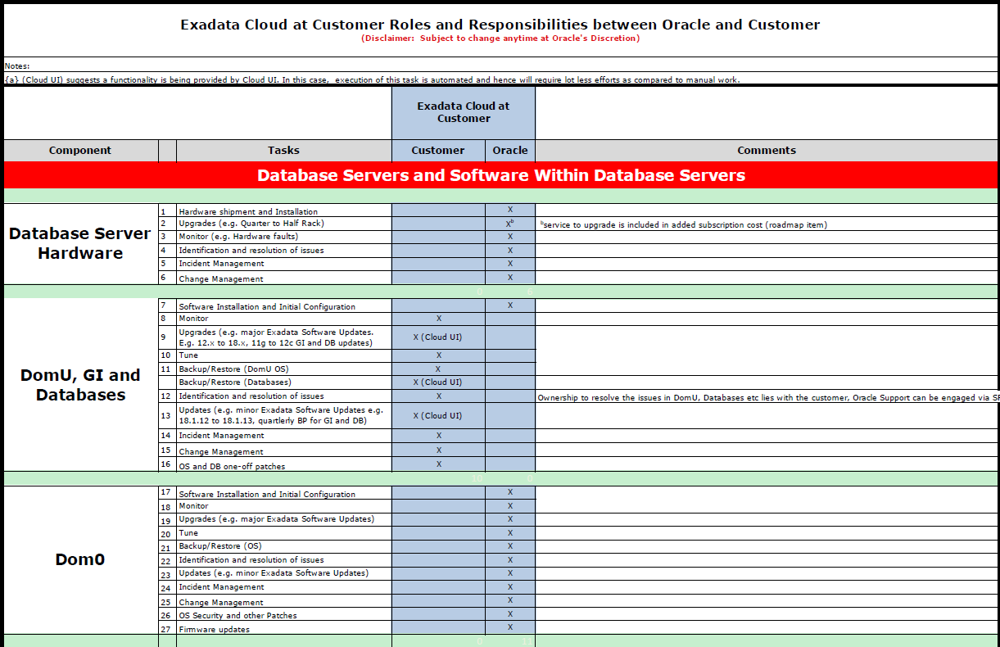 Exadata Cloud at Customer Roles and Responsibilities between Oracle and Customer
(Disclaimer:  Subject to change anytime at Oracle's Discretion)
Notes:
{a} (Cloud UI) suggests a functionality is being provided by Cloud UI. In this case,  execution of this task is automated and hence will require lot less efforts as compared to manual work.
Exadata Cloud at
Customer
Component Tasks Customer Oracle Comments
Database Servers and Software Within Database Servers
Database Server
Hardware
1 Hardware shipment and Installation X
2 Upgrades (e.g. Quarter to Half Rack) Xᵇ ᵇservice to upgrade is included in added subscription cost (roadmap item)
3 Monitor (e.g. Hardware faults) X
4 Identification and resolution of issues X
5 Incident Management X
6 Change Management X
0 6
DomU, GI and
Databases
7 Software Installation and Initial Configuration X
8 Monitor X
9 Upgrades (e.g. major Exadata Software Updates.
E.g. 12.x to 18.x, 11g to 12c GI and DB updates) X (Cloud UI)
10 Tune X
11 Backup/Restore (DomU OS) X
Backup/Restore (Databases) X (Cloud UI)
12 Identification and resolution of issues X Ownership to resolve the issues in DomU, Databases etc lies with the customer, Oracle Support can be engaged via
13 Updates (e.g. minor Exadata Software Updates e.g.
18.1.12 to 18.1.13, quartlerly BP for GI and DB) X (Cloud UI)
14 Incident Management X
15 Change Management X
16 OS and DB one-off patches X
10
Dom0
17 Software Installation and Initial Configuration X
18 Monitor X
19 Upgrades (e.g. major Exadata Software Updates) X
20 Tune X
21 Backup/Restore (OS) X
22 Identification and resolution of issues X
23 Updates (e.g. minor Exadata Software Updates) X
24 Incident Management X
25 Change Management X
26 OS Security and other Patches X
27 Firmware updates X
0 11